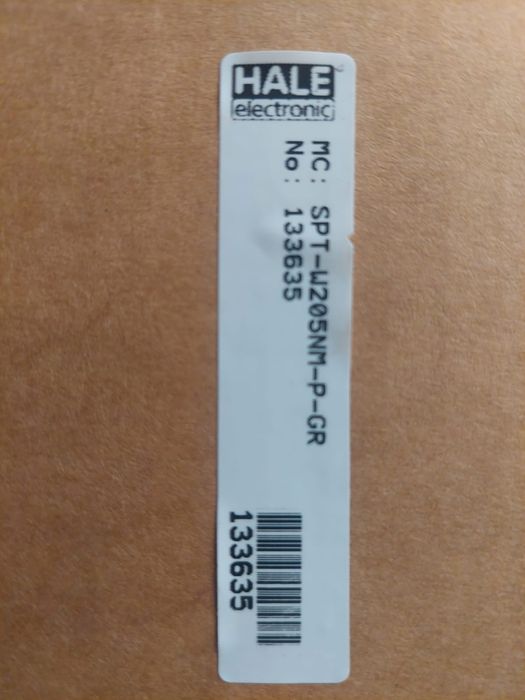 HALE
electronic
MC: SPT-W205NM-P-GR
No: 133635
133635